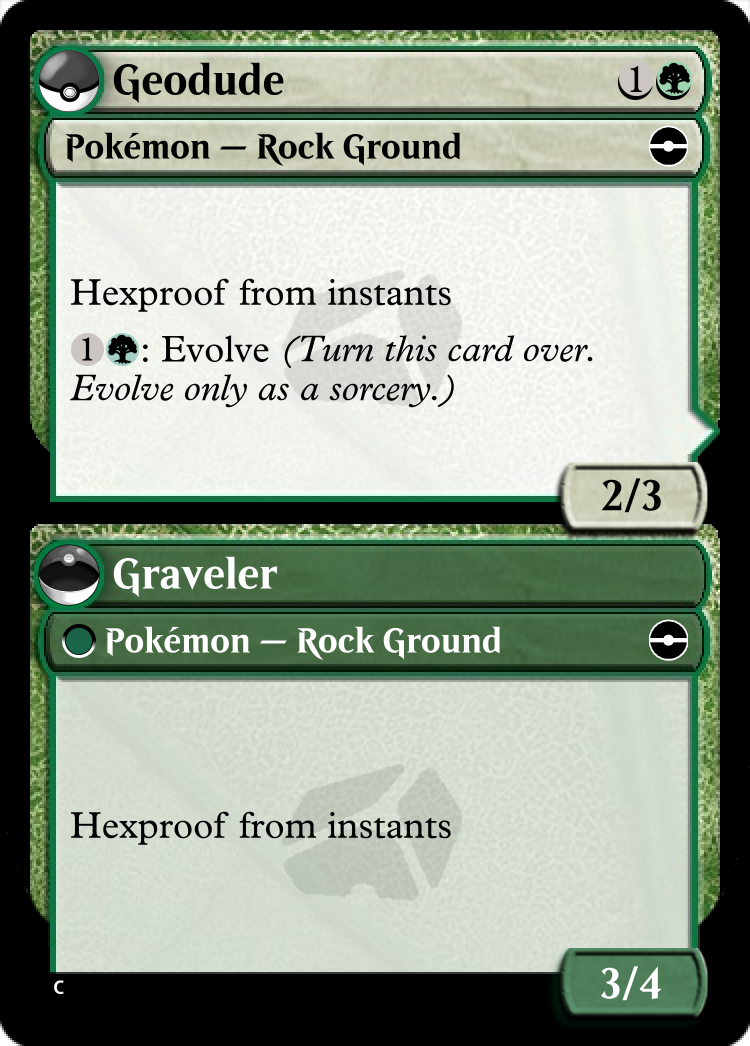 Geodude 1
Pokémon — Rock Ground
Hexproof from instants
1 : Evolve (Turn this card over.
Evolve only as a sorcery.)
2/3
Graveler
Pokémon — Rock Ground
Hexproof from instants
3/4
C